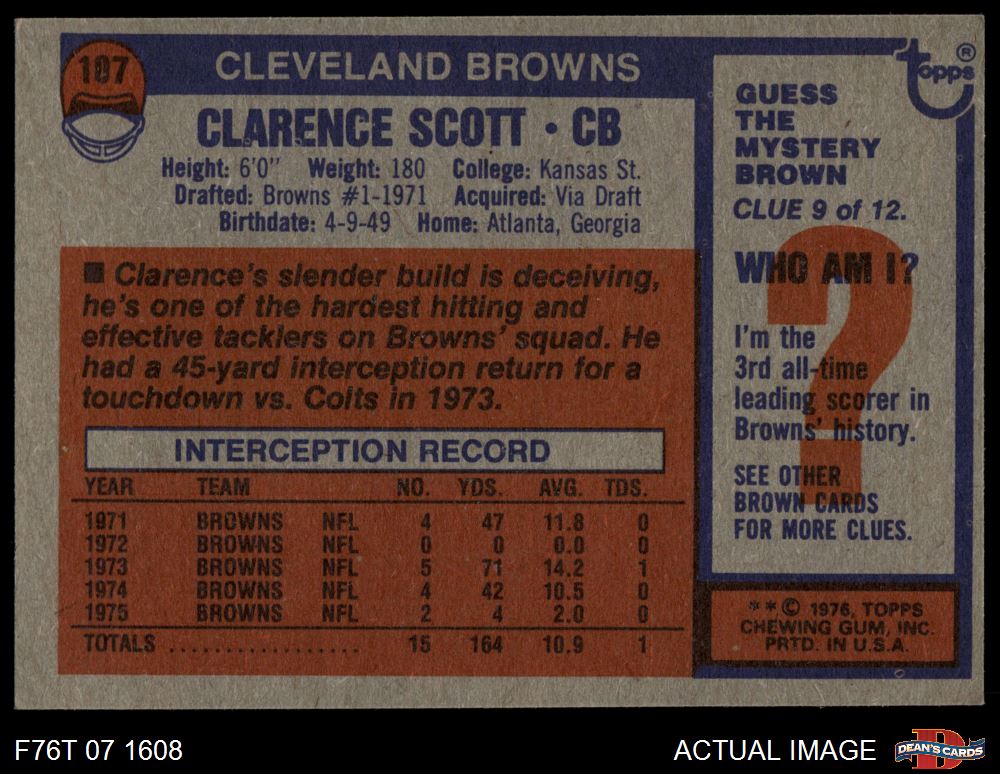 107
CLEVELAND BROWNS
CLARENCE SCOTT • CB
Height: 6'0" Weight: 180 College: Kansas St.
Drafted: Browns #1-1971 Acquired: Via Draft
Birthdate: 4-9-49 Home: Atlanta, Georgia
■ Clarence's slender build is deceiving,
he's one of the hardest hitting and
effective tacklers on Browns' squad. He
had a 45-yard interception return for a
touchdown vs. Colts in 1973.
INTERCEPTION RECORD
YEAR TEAM NO. YDS. AVG. TDS.
1971 BROWNS NFL 4 47 11.8 0
1972 BROWNS NFL 0 0 0.0 0
1973 BROWNS NFL 5 71 14.2 1
1974 BROWNS NFL 4 42 10.5 0
1975 BROWNS NFL 2 4 2.0 0
TOTALS ................. 15 164 10.9 1
topps ®
GUESS
THE
MYSTERY
BROWN
CLUE 9 of 12.
WHO AM I?
?
I'm the
3rd all-time
leading scorer in
Browns' history.
SEE OTHER
BROWN CARDS
FOR MORE CLUES.
** © 1976, TOPPS
CHEWING GUM, INC.
PRTD. IN U.S.A.
F76T 07 1608
ACTUAL IMAGE
D
DEAN'S CARDS